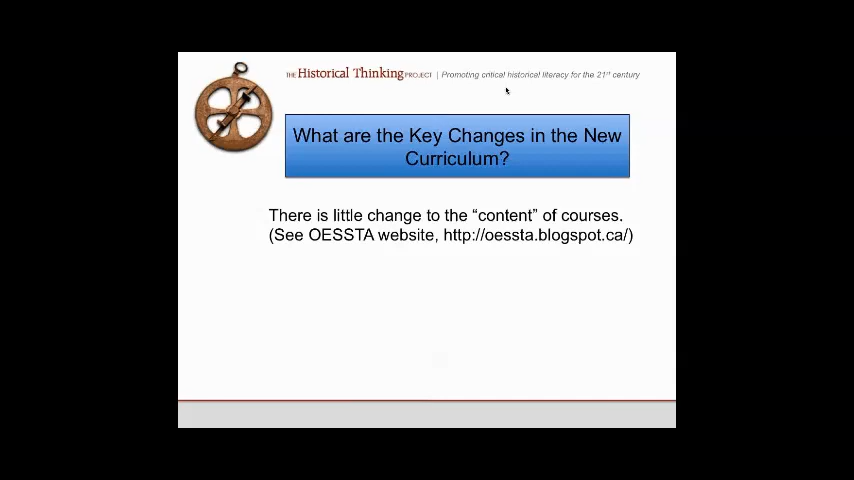 THE Historical Thinking PROJECT | Promoting critical historical literacy for the 21st century
What are the Key Changes in the New
Curriculum?
There is little change to the “content” of courses.
(See OESSTA website, http://oessta.blogspot.ca/)